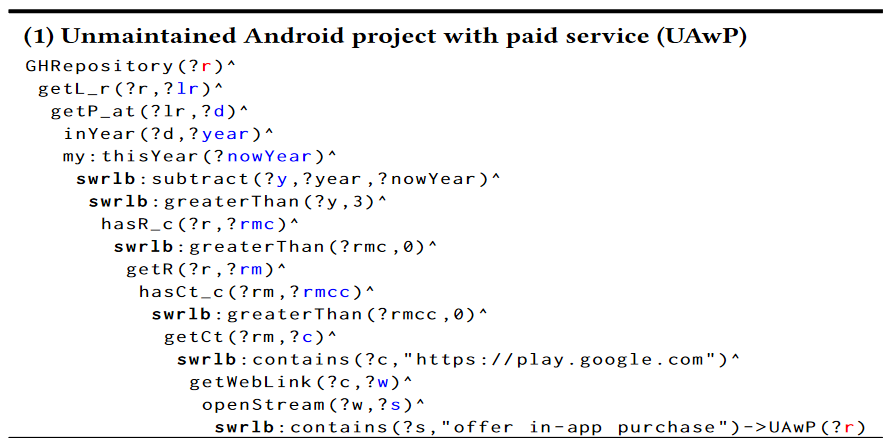 (1) Unmaintained Android project with paid service (UAwP)
GHRepository(?r)^
getL_r(?r,?lr)^
getP_at(?lr,?d)^
inYear(?d,?year)^
my:thisYear(?nowYear)^
swrlb:subtract(?y,?year,?nowYear)^
swrlb:greaterThan(?y,3)^
hasR_c(?r,?rmc)^
swrlb:greaterThan(?rmc,0)^
getR(?r,?rm)^
hasCt_c(?rm,?rmcc)^
swrlb:greaterThan(?rmcc,0)^
getCt(?rm,?c)^
swrlb:contains(?c,"https://play.google.com")^
getWebLink(?c,?w)^
openStream(?w,?s)^
swrlb:contains(?s,"offer in-app purchase")->UAwP(?r)